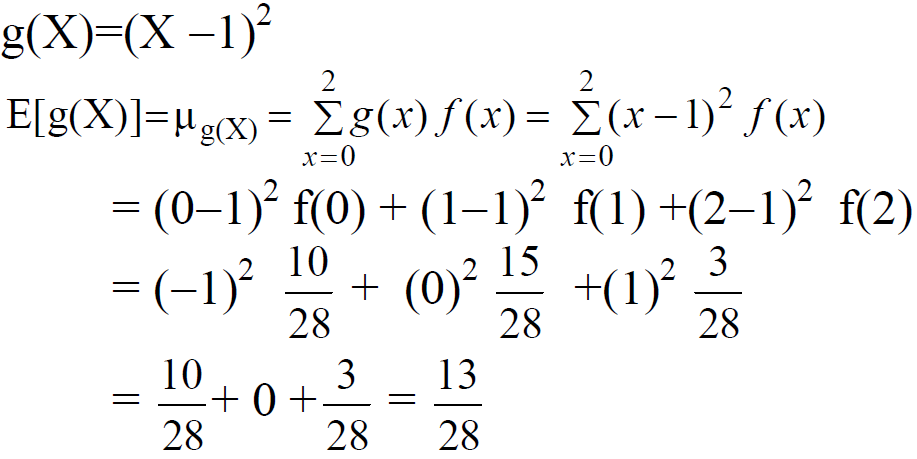 g(X)=(X –1)²
E[g(X)]=μ_g(X) = ∑_{x=0}^{2} g(x) f(x) = ∑_{x=0}^{2} (x −1)² f(x)
= (0–1)² f(0) + (1–1)² f(1) +(2–1)² f(2)
= (–1)² 10/28 + (0)² 15/28 +(1)² 3/28
= 10/28 + 0 + 3/28 = 13/28